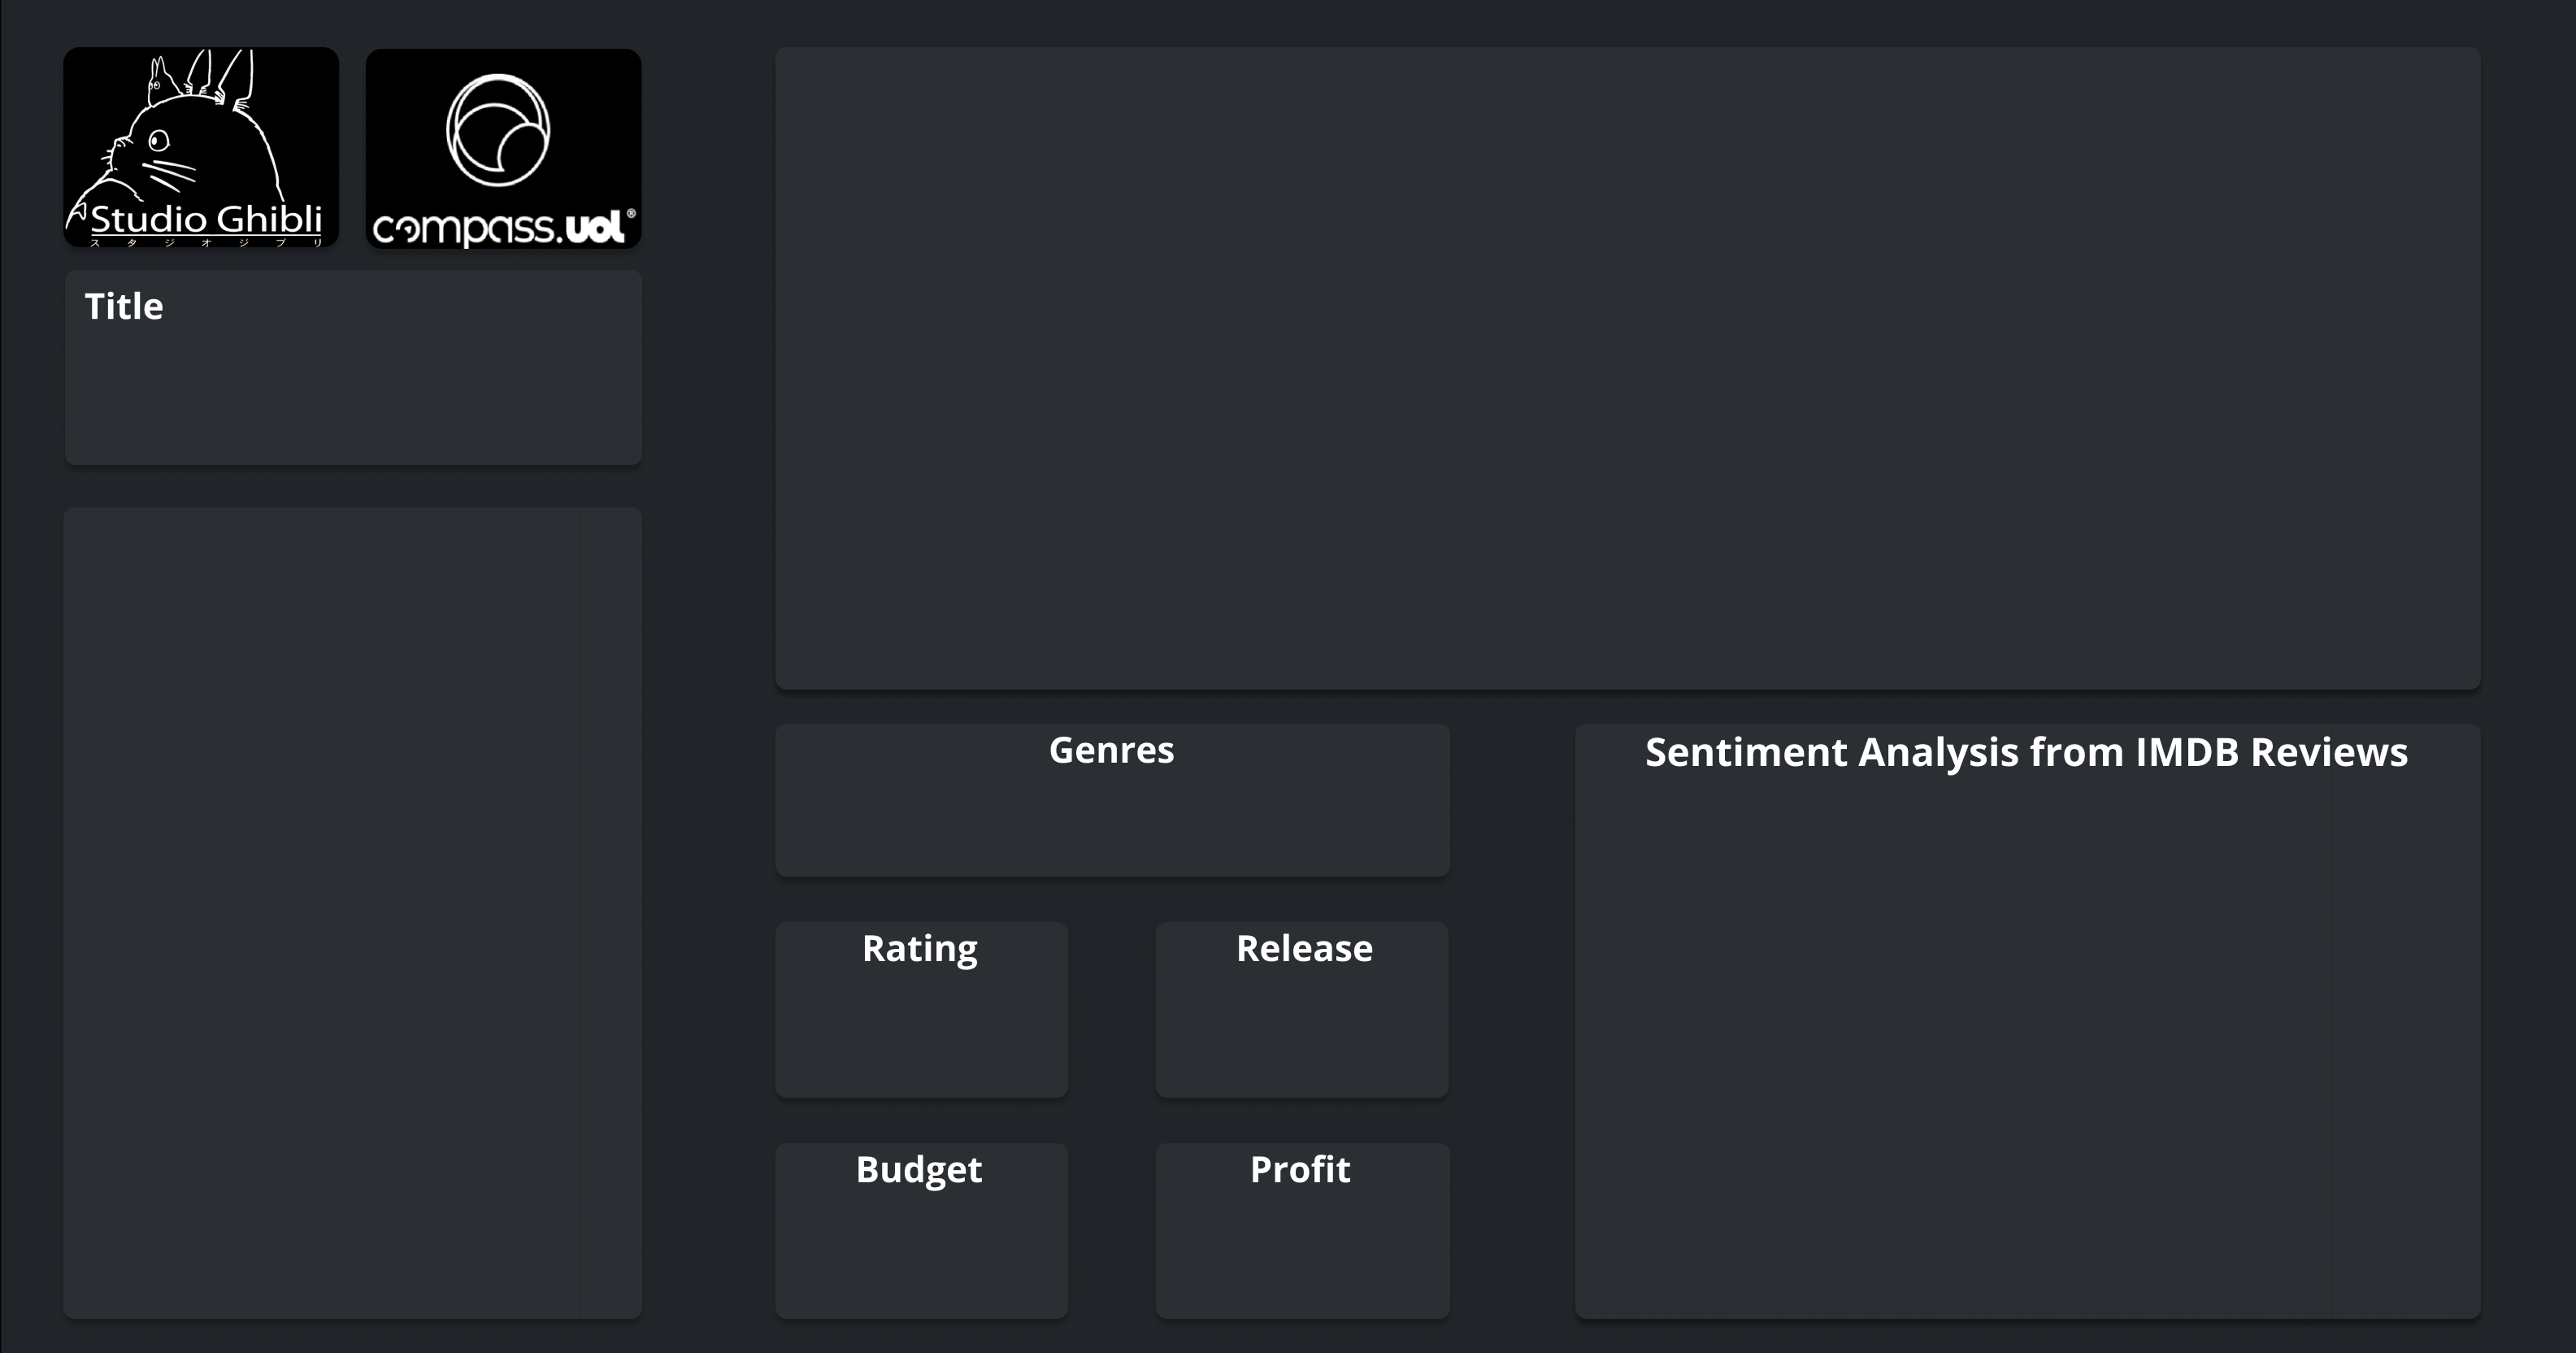 Studio Ghibli
スタジオジブリ
compass.uol®
Title
Genres
Sentiment Analysis from IMDB Reviews
Rating
Release
Budget
Profit